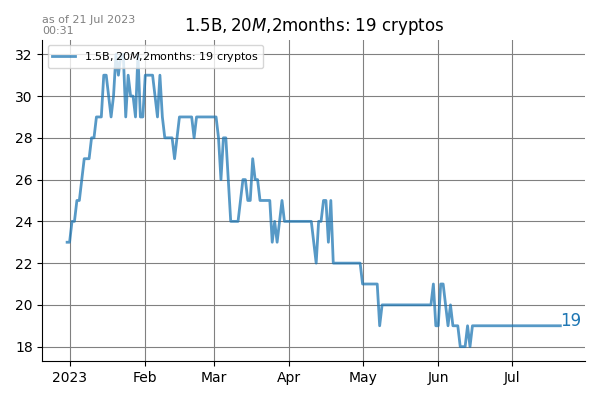 as of 21 Jul 2023
00:31
1.5B, 20M,2months: 19 cryptos
1.5B, 20M,2months: 19 cryptos
32
30
28
26
24
22
20
18
19
2023
Feb
Mar
Apr
May
Jun
Jul